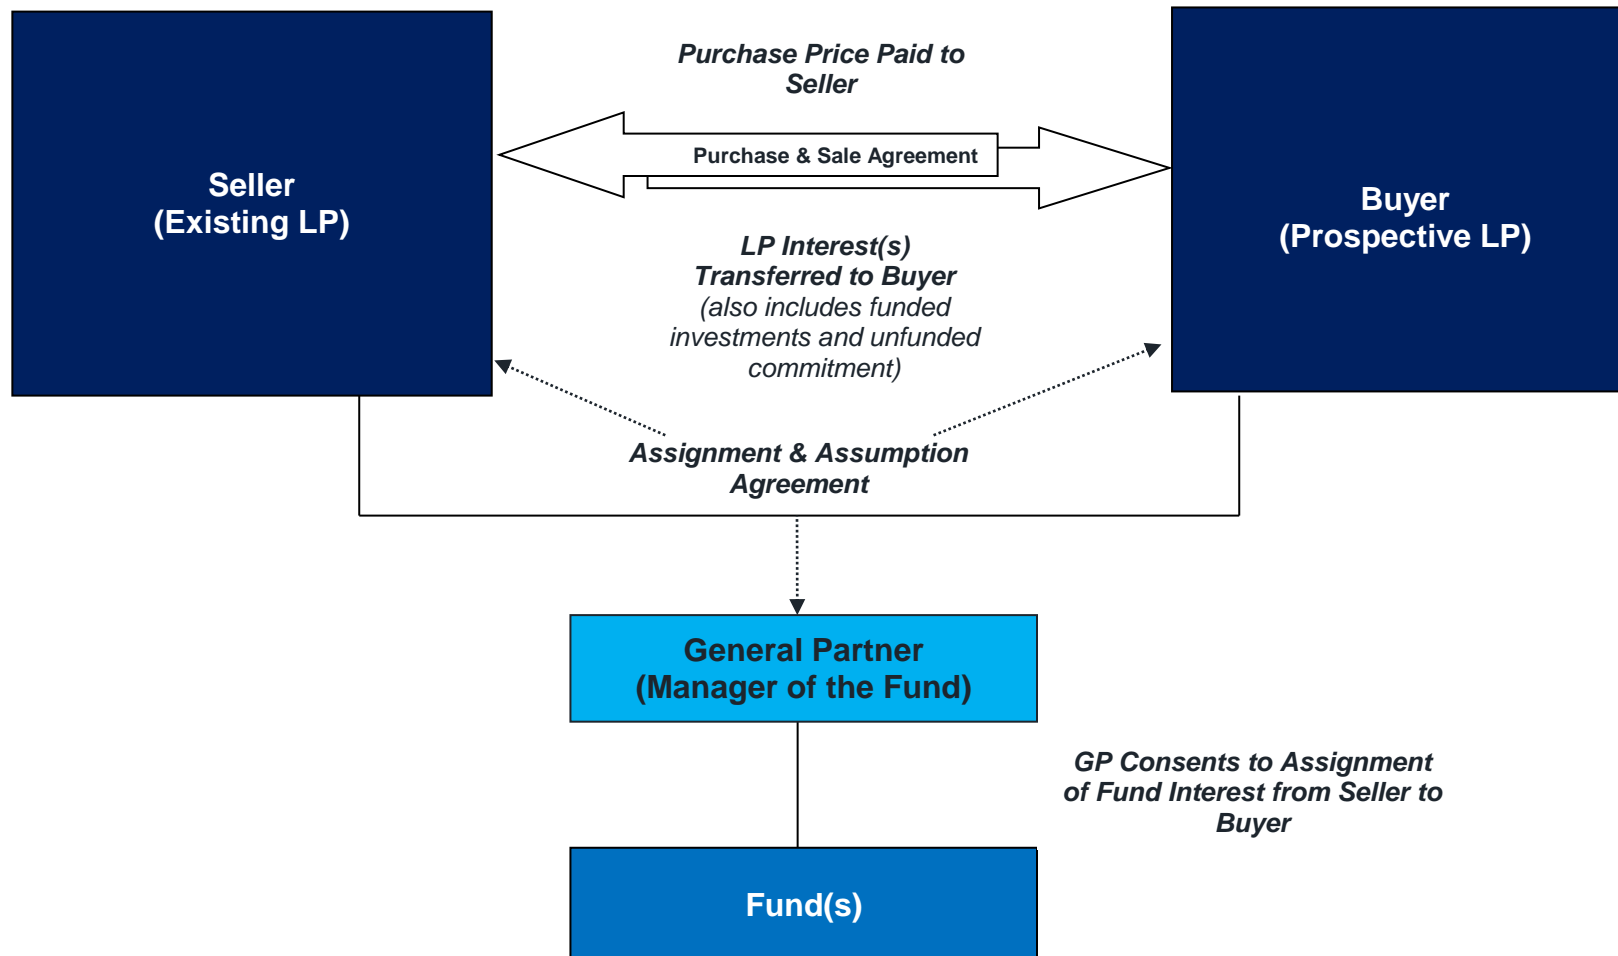 Purchase Price Paid to
Seller
Purchase & Sale Agreement
Seller
(Existing LP)
Buyer
(Prospective LP)
LP Interest(s)
Transferred to Buyer
(also includes funded
investments and unfunded
commitment)
Assignment & Assumption
Agreement
General Partner
(Manager of the Fund)
GP Consents to Assignment
of Fund Interest from Seller to
Buyer
Fund(s)